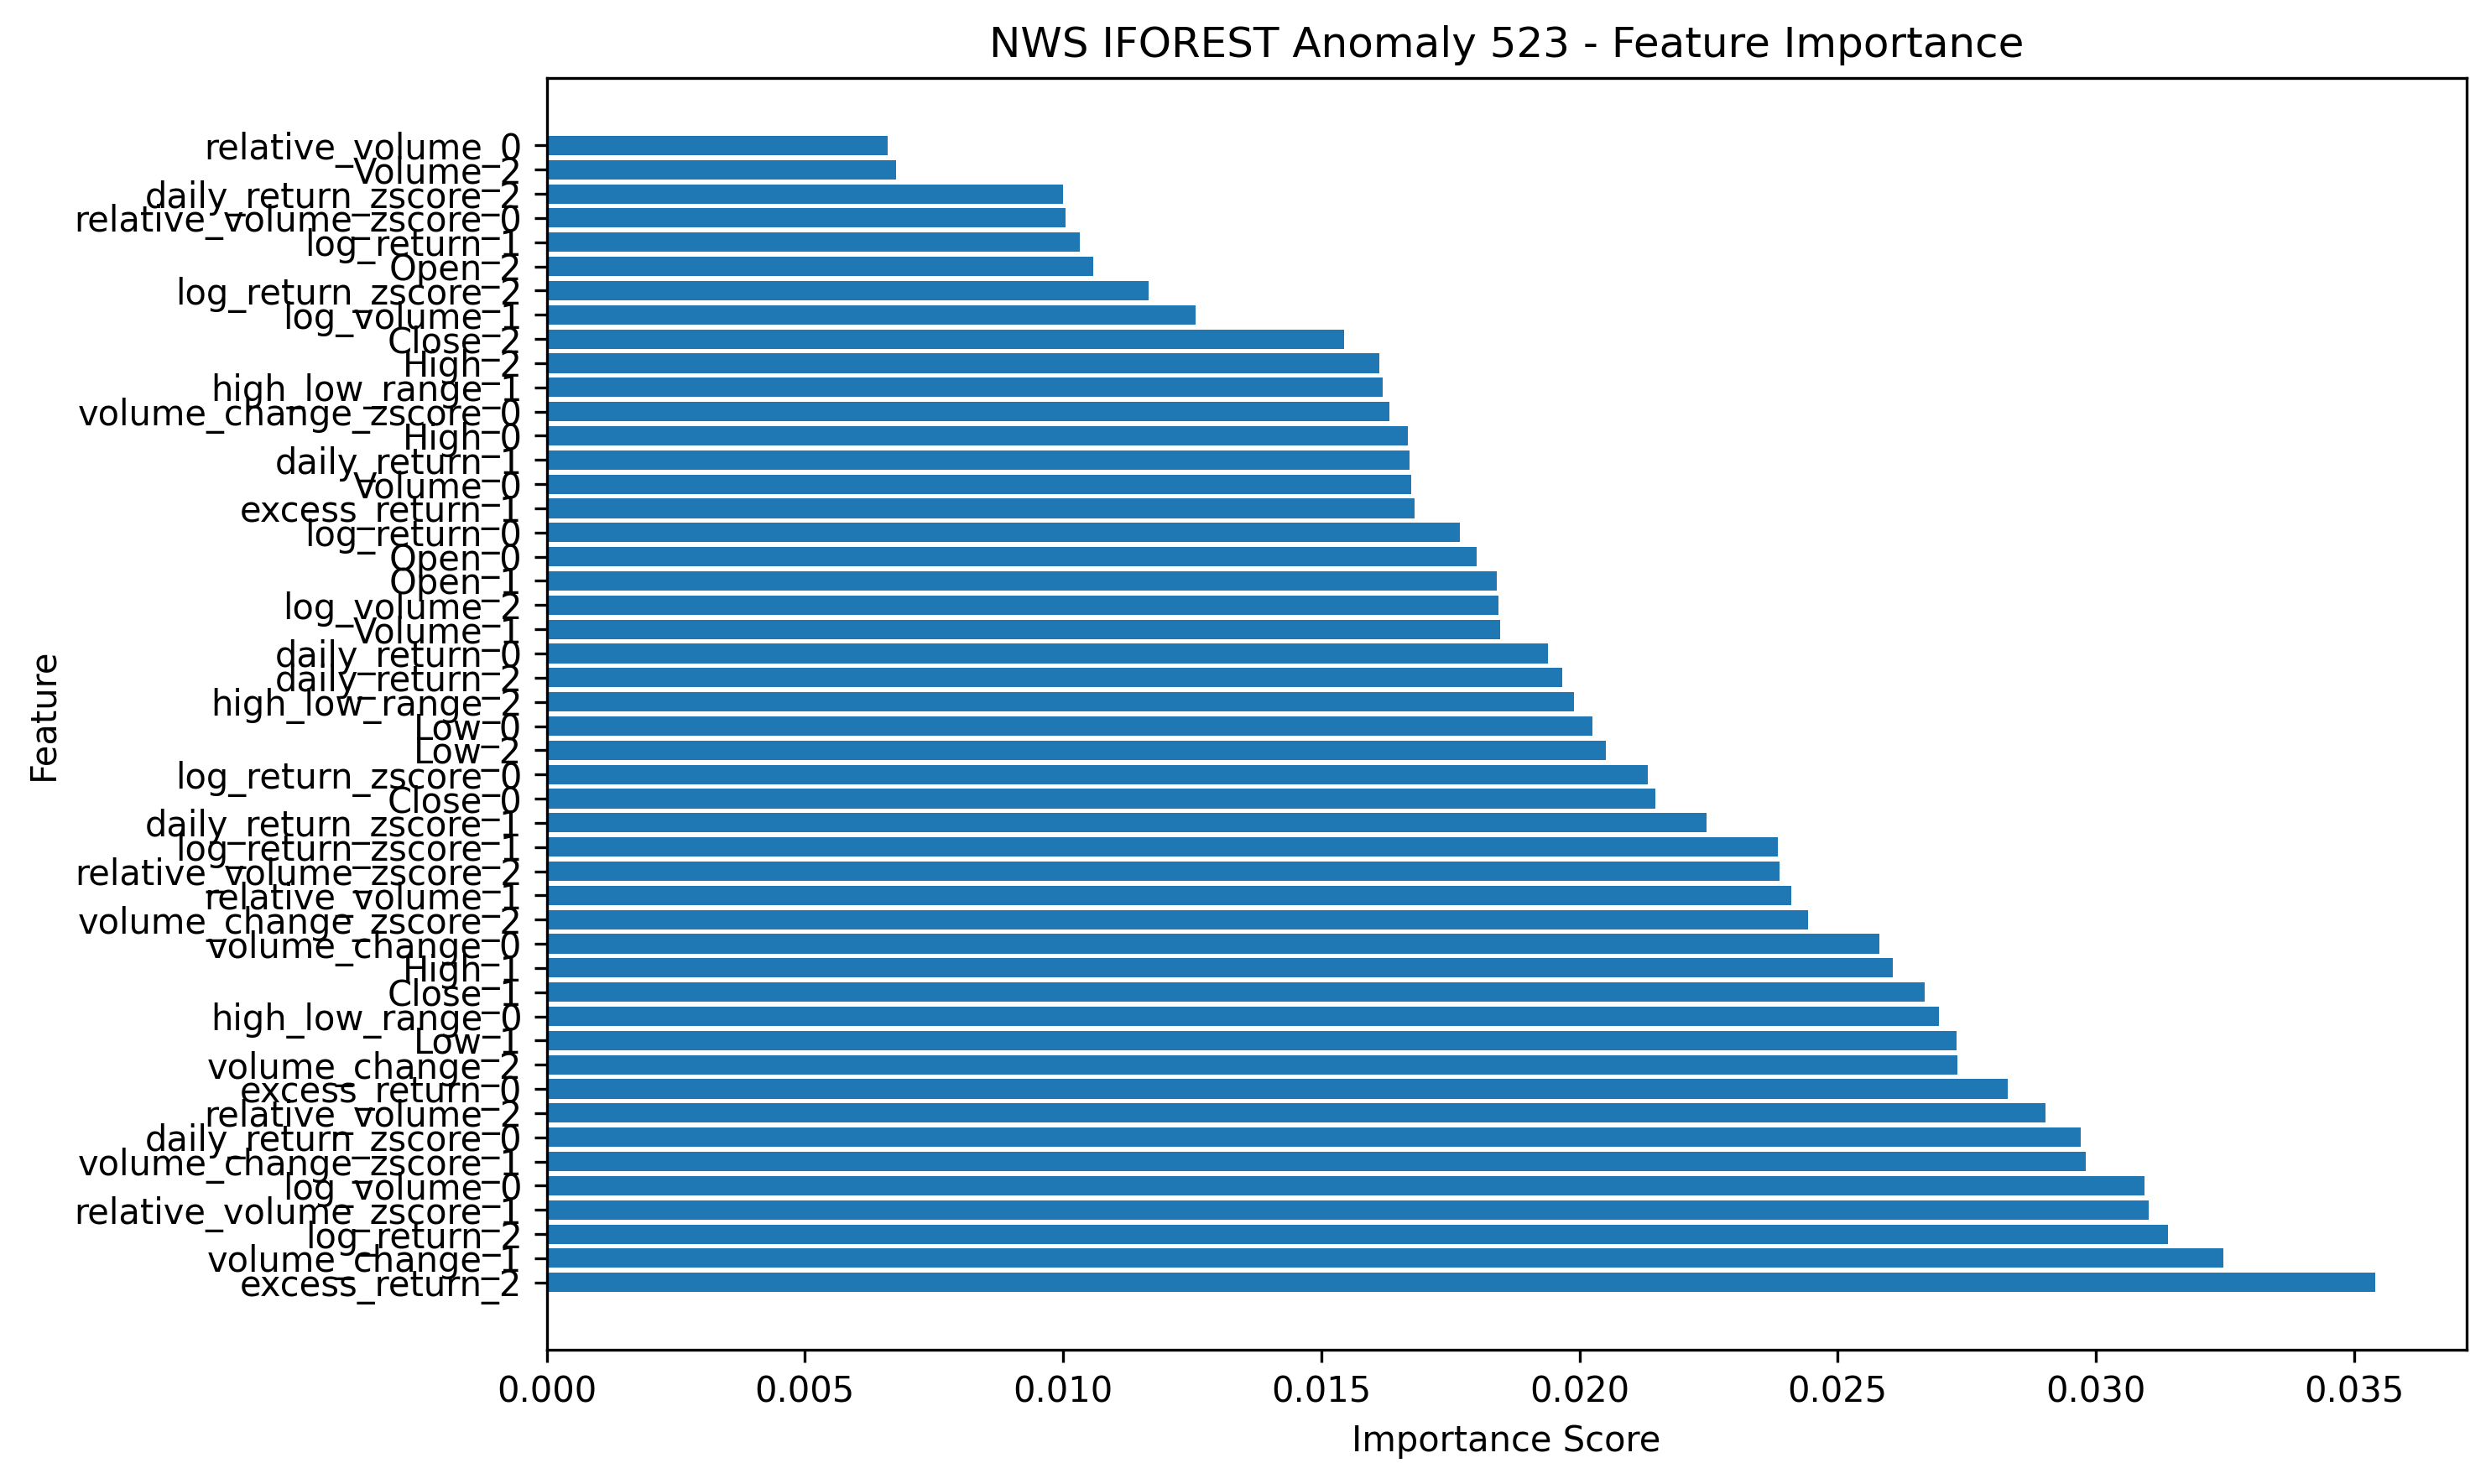 NWS IFOREST Anomaly 523 - Feature Importance
relative_volume_0
Volume_2
daily_return_zscore_2
relative_volume_zscore_0
log_return_1
Open_2
log_return_zscore_2
log_volume_1
Close_2
High_2
high_low_range_1
volume_change_zscore_0
High_0
daily_return_1
Volume_0
excess_return_1
log_return_0
Open_0
Open_1
log_volume_2
Volume_1
daily_return_0
daily_return_2
high_low_range_2
Low_0
Low_2
log_return_zscore_0
Close_0
daily_return_zscore_1
log_return_zscore_1
relative_volume_zscore_2
relative_volume_1
volume_change_zscore_2
volume_change_0
High_1
Close_1
high_low_range_0
Low_1
volume_change_2
excess_return_0
relative_volume_2
daily_return_zscore_0
volume_change_zscore_1
log_volume_0
relative_volume_zscore_1
log_return_2
volume_change_1
excess_return_2
Feature
0.000 0.005 0.010 0.015 0.020 0.025 0.030 0.035
Importance Score